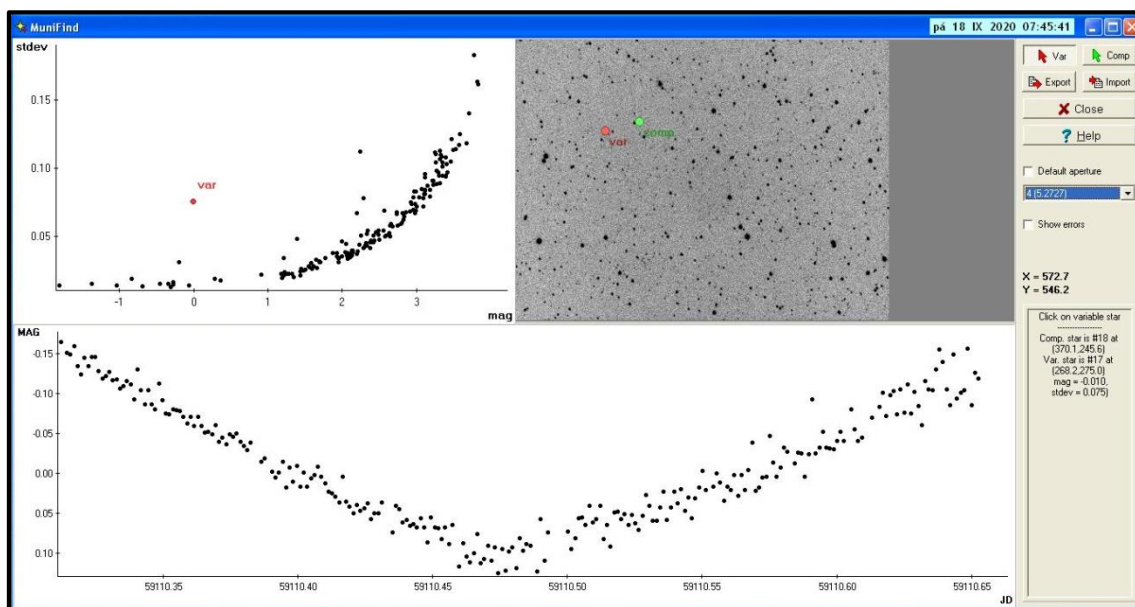 MuniFind
pá 18 IX 2020 07:45:41
stdev
0.15
0.10
0.05
var
-1
0
1
2
3
mag
var
comp
Var
Comp
Export
Import
Close
Help
Default aperture
4 (5.2727)
Show errors
X = 572.7
Y = 546.2
Click on variable star
-----------------
Comp. star is #18 at
(370.1,245.6)
Var. star is #17 at
(268.2,275.0)
mag = -0.010,
stdev = 0.075)
MAG
-0.15
-0.10
-0.05
0.00
0.05
0.10
59110.35
59110.40
59110.45
59110.50
59110.55
59110.60
59110.65
JD